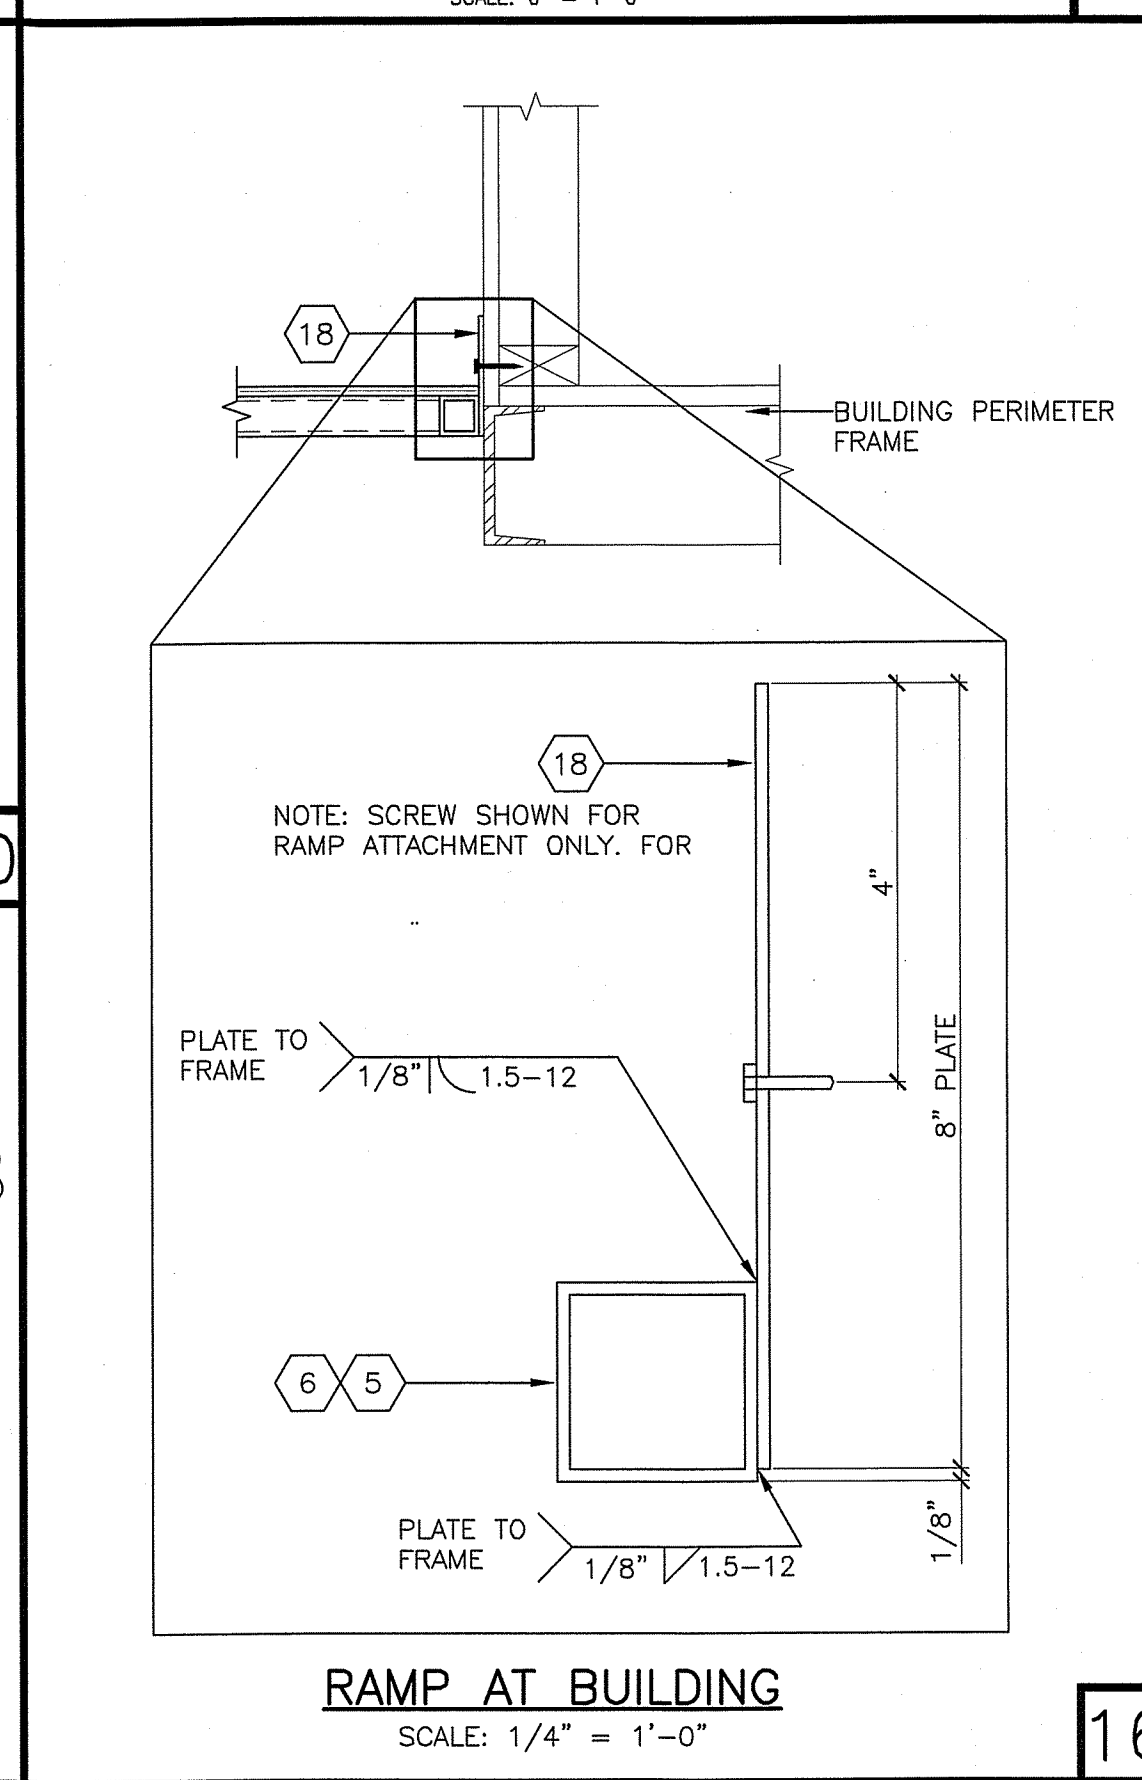 18
BUILDING PERIMETER
FRAME
18
NOTE: SCREW SHOWN FOR
RAMP ATTACHMENT ONLY. FOR
4"
8" PLATE
PLATE TO
FRAME
1/8" 1.5-12
6 5
PLATE TO
FRAME
1/8" 1.5-12
1/8"
RAMP AT BUILDING
SCALE: 1/4" = 1'-0"
16